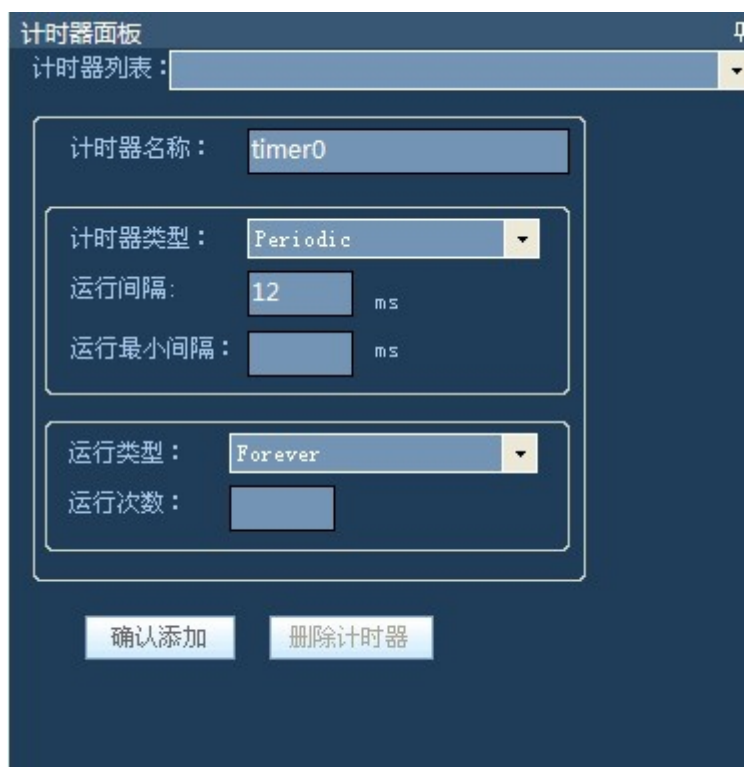 计时器面板
计时器列表：
计时器名称： timer0
计时器类型： Periodic
运行间隔: 12 ms
运行最小间隔： ms
运行类型： Forever
运行次数：
确认添加 删除计时器